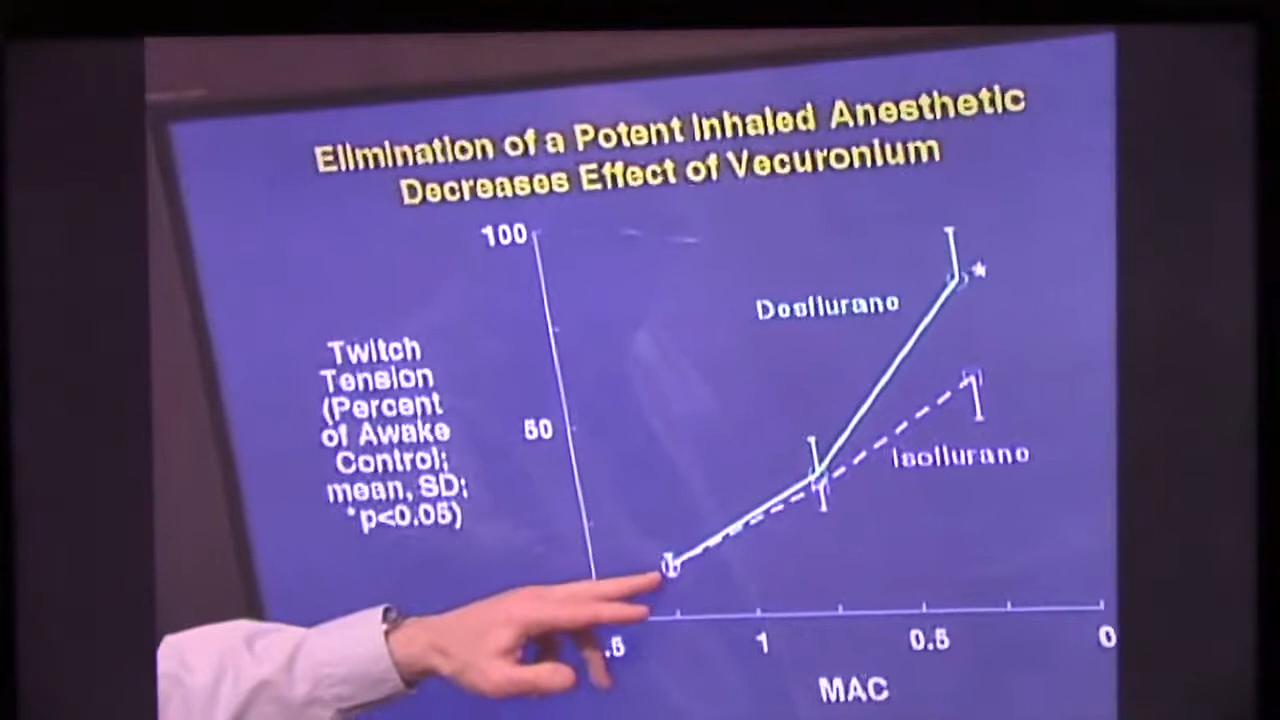 Elimination of a Potent Inhaled Anesthetic
Decreases Effect of Vecuronium
100
Desflurane
Twitch
Tension
(Percent
of Awake
Control;
mean, SD;
*p<0.05)
50
*
Isoflurane
.5
1
0.5
0
MAC